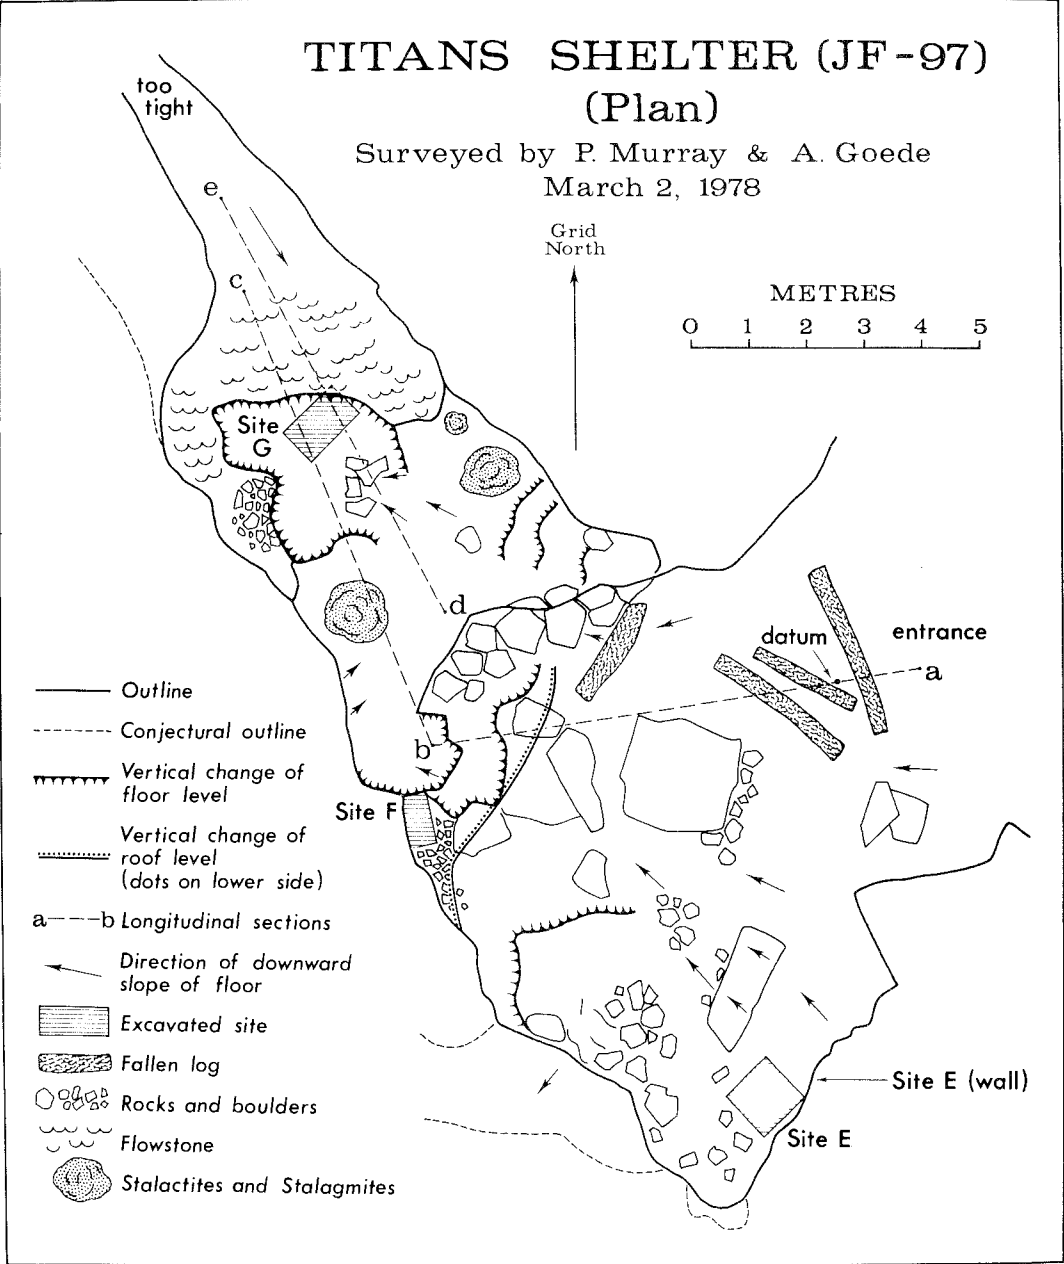 TITANS SHELTER (JF-97)
(Plan)
Surveyed by P. Murray & A. Goede
March 2, 1978
too
tight
e
c
Grid
North
METRES
0 1 2 3 4 5
Site
G
d
datum
entrance
a
b
Site F
Outline
Conjectural outline
Vertical change of
floor level
Vertical change of
roof level
(dots on lower side)
a b Longitudinal sections
Direction of downward
slope of floor
Excavated site
Fallen log
Rocks and boulders
Flowstone
Stalactites and Stalagmites
Site E (wall)
Site E